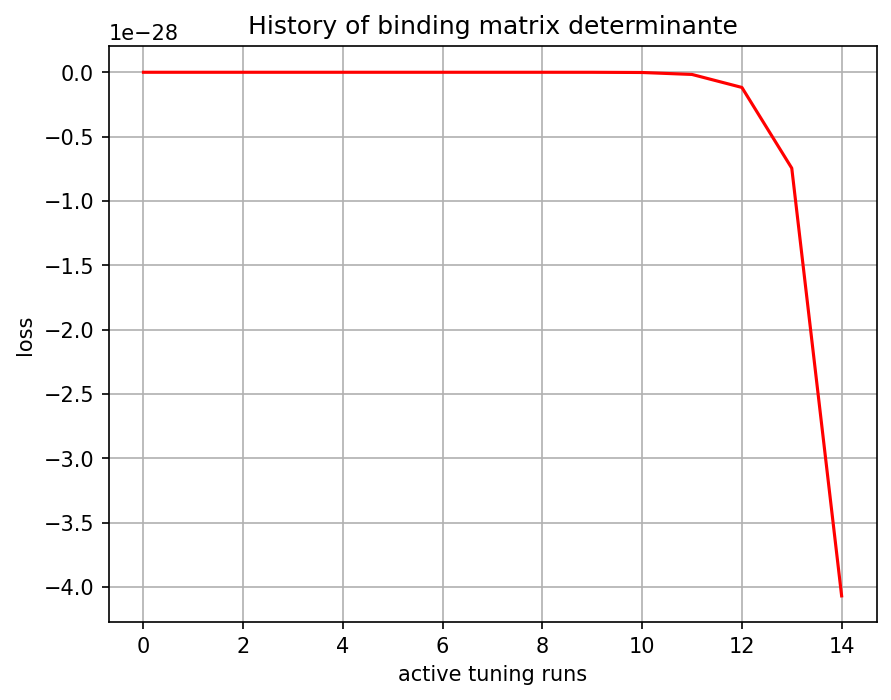 History of binding matrix determinante
1e−28
0.0
−0.5
−1.0
−1.5
−2.0
−2.5
−3.0
−3.5
−4.0
loss
0 2 4 6 8 10 12 14
active tuning runs